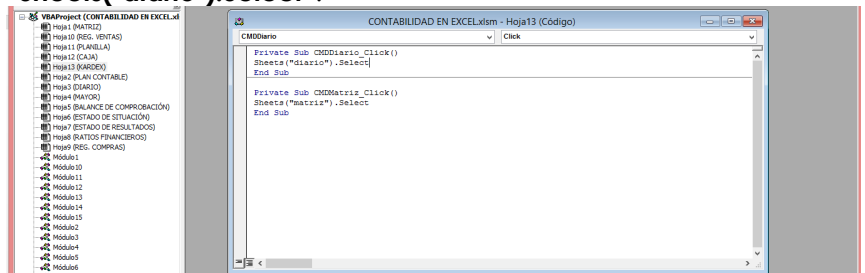 VBAProject (CONTABILIDAD EN EXCEL.xl
Hoja1 (MATRIZ)
Hoja10 (REG. VENTAS)
Hoja11 (PLANILLA)
Hoja12 (CAJA)
Hoja13 (KARDEX)
Hoja2 (PLAN CONTABLE)
Hoja3 (DIARIO)
Hoja4 (MAYOR)
Hoja5 (BALANCE DE COMPROBACIÓN)
Hoja6 (ESTADO DE SITUACIÓN)
Hoja7 (ESTADO DE RESULTADOS)
Hoja8 (RATIOS FINANCIEROS)
Hoja9 (REG. COMPRAS)
Módulo1
Módulo10
Módulo11
Módulo12
Módulo13
Módulo14
Módulo15
Módulo2
Módulo3
Módulo4
Módulo5
Módulo6
CONTABILIDAD EN EXCEL.xlsm - Hoja13 (Código)
CMDDiario
Click
Private Sub CMDDiario_Click()
Sheets("diario").Select
End Sub
Private Sub CMDMatriz_Click()
Sheets("matriz").Select
End Sub